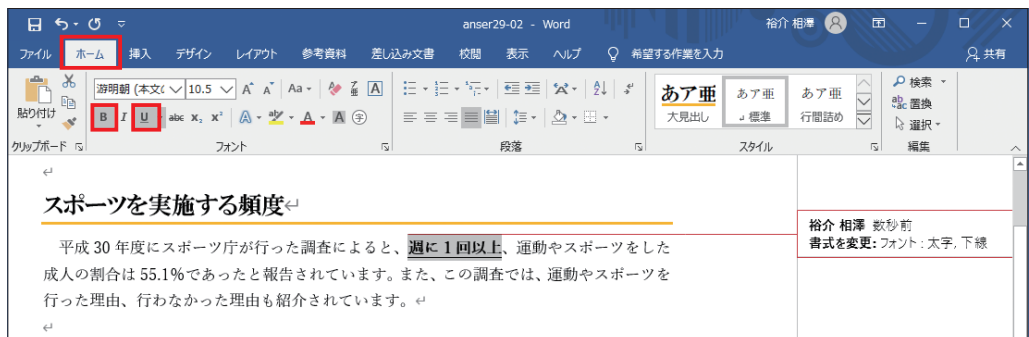 anser29-02 - Word
裕介 相澤
ファイル ホーム 挿入 デザイン レイアウト 参考資料 差し込み文書 校閲 表示 ヘルプ 希望する作業を入力 共有
游明朝 (本文( 10.5 A A Aa A
貼り付け B I U abc X₂ X² A A A 字
あア亜 あア亜 あア亜
大見出し ↲標準 行間詰め
検索
置換
選択
クリップボード フォント 段落 スタイル 編集
スポーツを実施する頻度↵
平成 30 年度にスポーツ庁が行った調査によると、週に 1 回以上、運動やスポーツをした
成人の割合は 55.1%であったと報告されています。また、この調査では、運動やスポーツを
行った理由、行わなかった理由も紹介されています。↵
裕介 相澤 数秒前
書式を変更: フォント : 太字, 下線